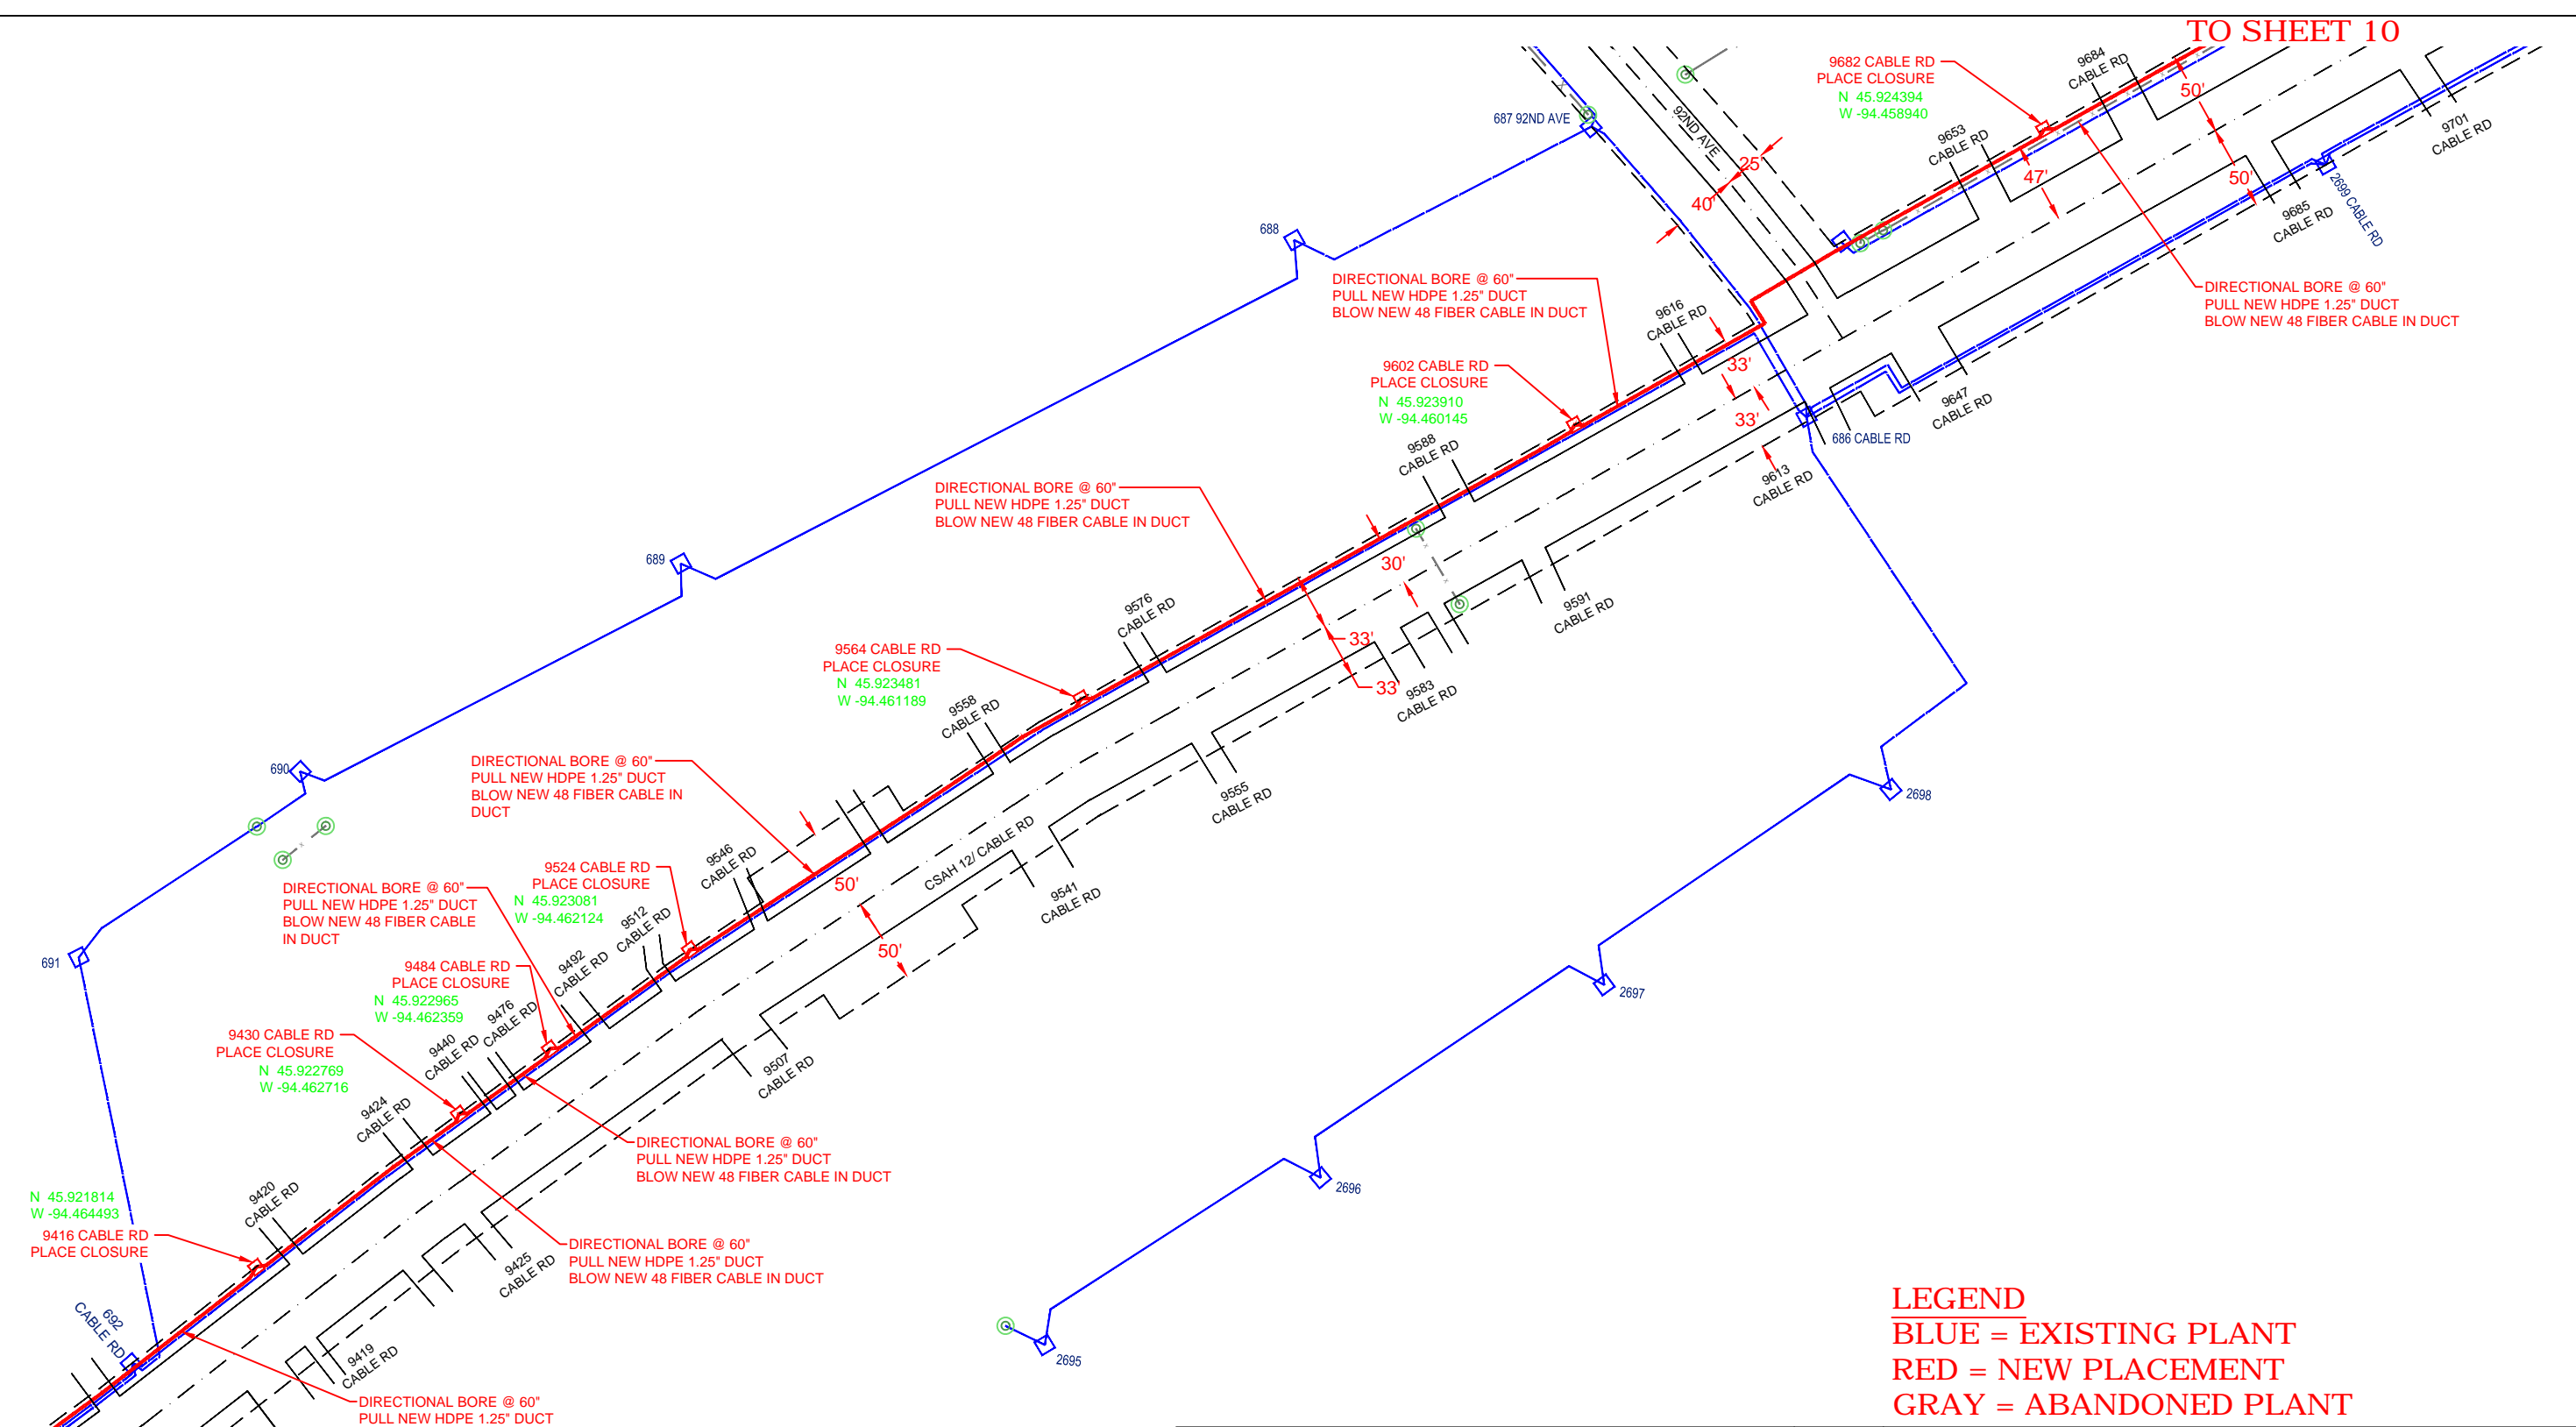 TO SHEET 10
9682 CABLE RD
PLACE CLOSURE
N 45.924394
W -94.458940
9684
CABLE RD
50'
687 92ND AVE
92ND AVE
25'
40'
9653
CABLE RD
47'
50'
9701
CABLE RD
2699 CABLE RD
9685
CABLE RD
688
DIRECTIONAL BORE @ 60"
PULL NEW HDPE 1.25" DUCT
BLOW NEW 48 FIBER CABLE IN DUCT
DIRECTIONAL BORE @ 60"
PULL NEW HDPE 1.25" DUCT
BLOW NEW 48 FIBER CABLE IN DUCT
9616
CABLE RD
33'
33'
9602 CABLE RD
PLACE CLOSURE
N 45.923910
W -94.460145
9647
CABLE RD
686 CABLE RD
9613
CABLE RD
9588
CABLE RD
DIRECTIONAL BORE @ 60"
PULL NEW HDPE 1.25" DUCT
BLOW NEW 48 FIBER CABLE IN DUCT
689
30'
9591
CABLE RD
9576
CABLE RD
33'
33'
9583
CABLE RD
9564 CABLE RD
PLACE CLOSURE
N 45.923481
W -94.461189
9558
CABLE RD
690
DIRECTIONAL BORE @ 60"
PULL NEW HDPE 1.25" DUCT
BLOW NEW 48 FIBER CABLE IN
DUCT
9555
CABLE RD
2698
CSAH 12/ CABLE RD
9546
CABLE RD
50'
50'
9541
CABLE RD
9524 CABLE RD
PLACE CLOSURE
N 45.923081
W -94.462124
DIRECTIONAL BORE @ 60"
PULL NEW HDPE 1.25" DUCT
BLOW NEW 48 FIBER CABLE
IN DUCT
9512
CABLE RD
691
9492
CABLE RD
9484 CABLE RD
PLACE CLOSURE
N 45.922965
W -94.462359
2697
9476
CABLE RD
9440
CABLE RD
9430 CABLE RD
PLACE CLOSURE
N 45.922769
W -94.462716
9507
CABLE RD
9424
CABLE RD
DIRECTIONAL BORE @ 60"
PULL NEW HDPE 1.25" DUCT
BLOW NEW 48 FIBER CABLE IN DUCT
2696
9420
CABLE RD
N 45.921814
W -94.464493
9416 CABLE RD
PLACE CLOSURE
DIRECTIONAL BORE @ 60"
PULL NEW HDPE 1.25" DUCT
BLOW NEW 48 FIBER CABLE IN DUCT
9425
CABLE RD
692
CABLE RD
9419
CABLE RD
2695
DIRECTIONAL BORE @ 60"
PULL NEW HDPE 1.25" DUCT
LEGEND
BLUE = EXISTING PLANT
RED = NEW PLACEMENT
GRAY = ABANDONED PLANT